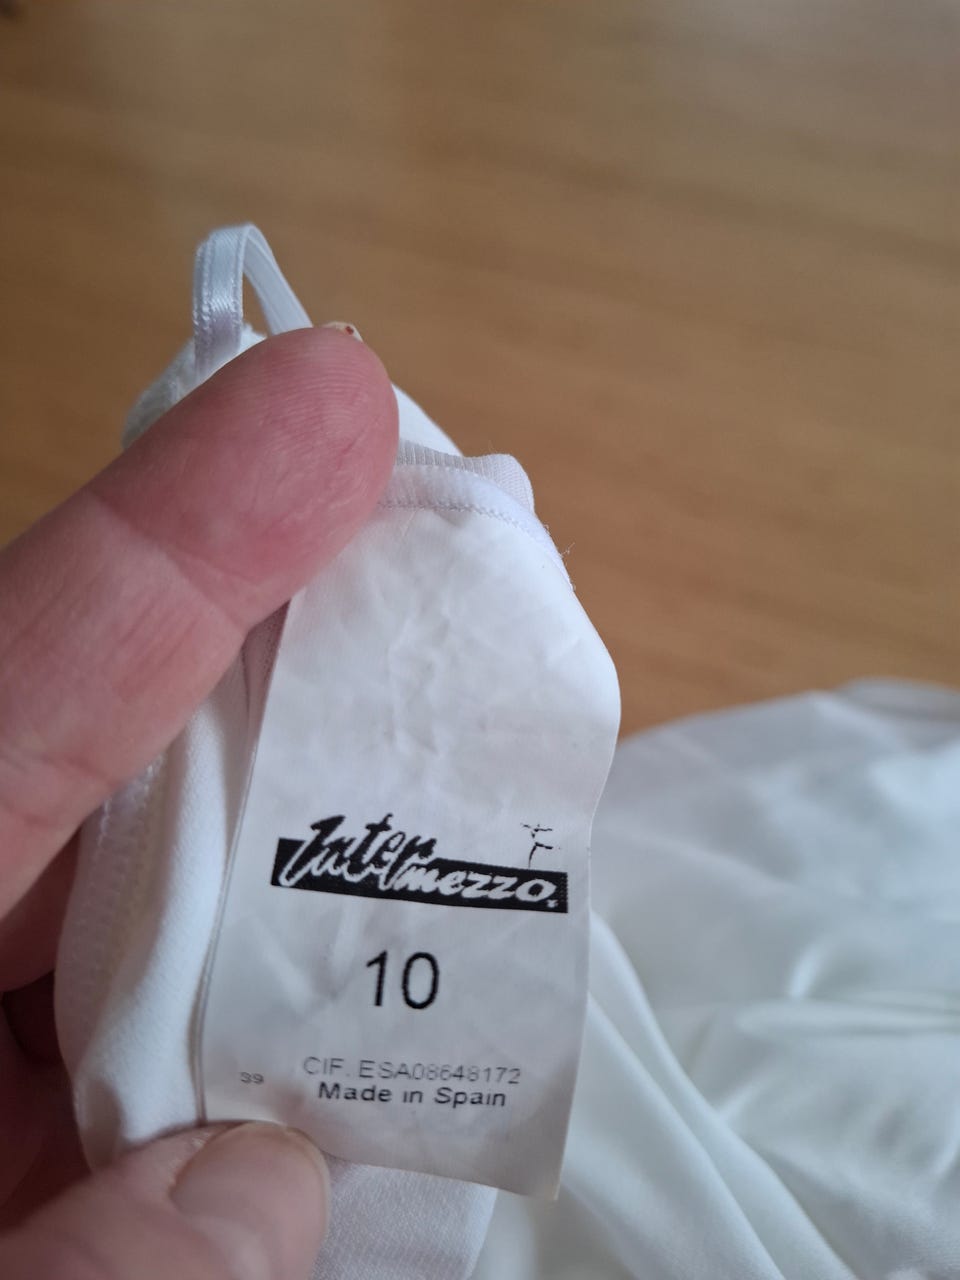 Intermezzo
10
CIF. ESA08648172
39 Made in Spain